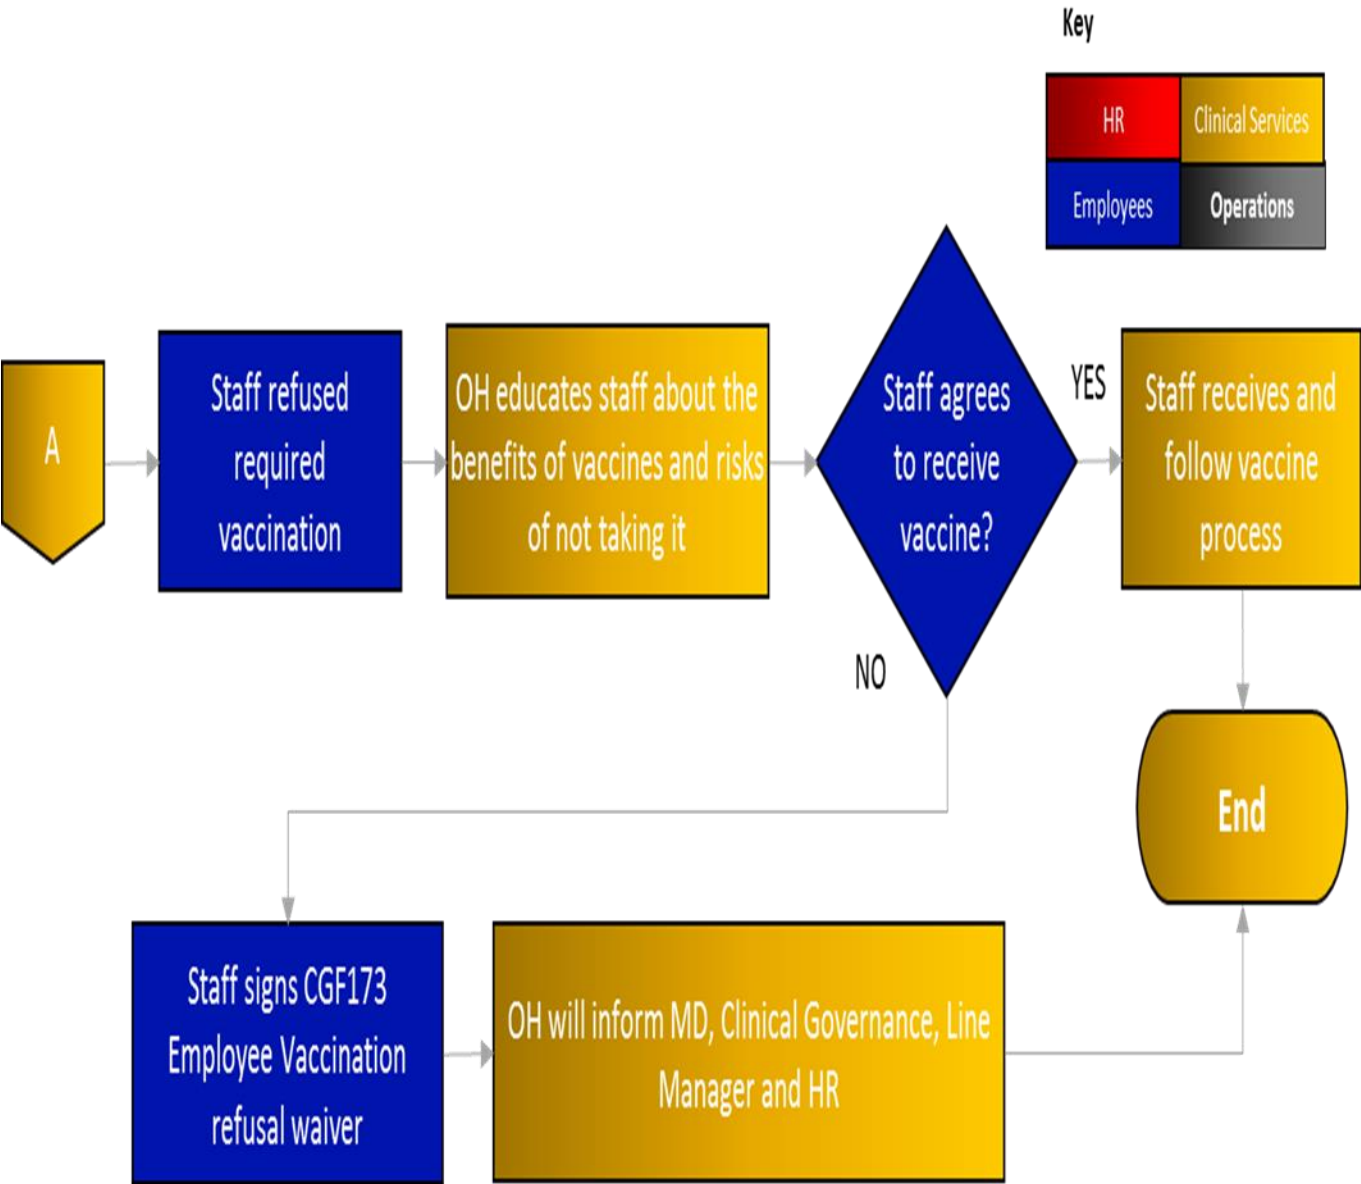 Key
HR
Clinical Services
Employees
Operations
A
Staff refused
required
vaccination
OH educates staff about the
benefits of vaccines and risks
of not taking it
Staff agrees
to receive
vaccine?
YES
Staff receives and
follow vaccine
process
NO
End
Staff signs CGF173
Employee Vaccination
refusal waiver
OH will inform MD, Clinical Governance, Line
Manager and HR